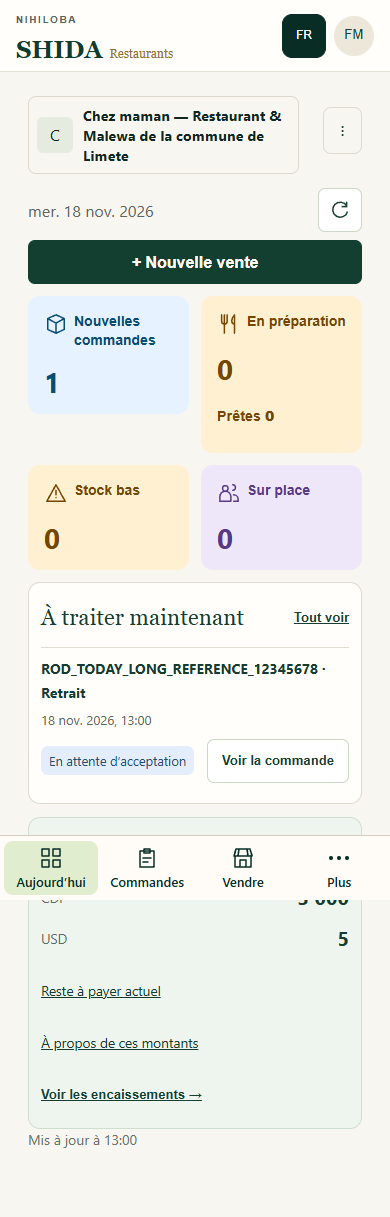 NIHILOBA
SHIDA Restaurants
FR
FM
C
Chez maman — Restaurant &
Malewa de la commune de
Limete
mer. 18 nov. 2026
+ Nouvelle vente
Nouvelles
commandes
1
En préparation
0
Prêtes 0
Stock bas
0
Sur place
0
À traiter maintenant
Tout voir
ROD_TODAY_LONG_REFERENCE_12345678 ·
Retrait
18 nov. 2026, 13:00
En attente d'acceptation
Voir la commande
Aujourd'hui
Commandes
Vendre
Plus
USD
5
Reste à payer actuel
À propos de ces montants
Voir les encaissements →
Mis à jour à 13:00